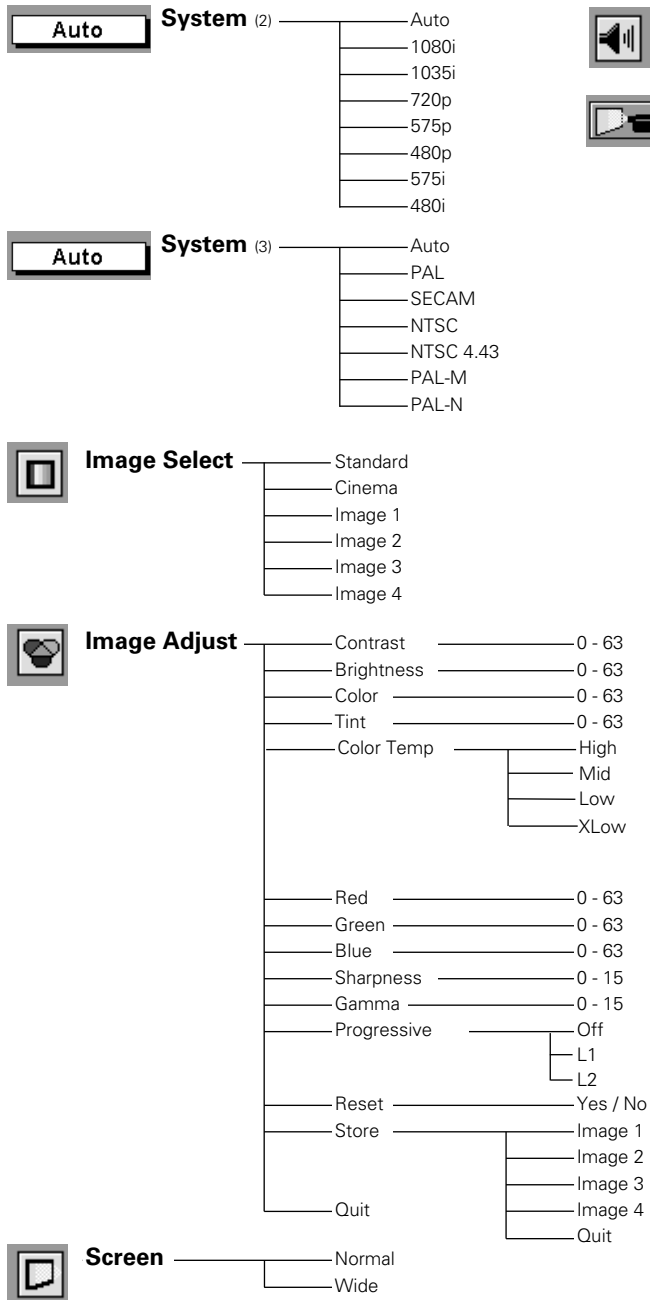 Auto System (2) Auto
1080i
1035i
720p
575p
480p
575i
480i
Auto System (3) Auto
PAL
SECAM
NTSC
NTSC 4.43
PAL-M
PAL-N
Image Select Standard
Cinema
Image 1
Image 2
Image 3
Image 4
Image Adjust Contrast 0 - 63
Brightness 0 - 63
Color 0 - 63
Tint 0 - 63
Color Temp High
Mid
Low
XLow
Red 0 - 63
Green 0 - 63
Blue 0 - 63
Sharpness 0 - 15
Gamma 0 - 15
Progressive Off
L1
L2
Reset Yes / No
Store Image 1
Image 2
Image 3
Quit Image 4
Quit
Screen Normal
Wide